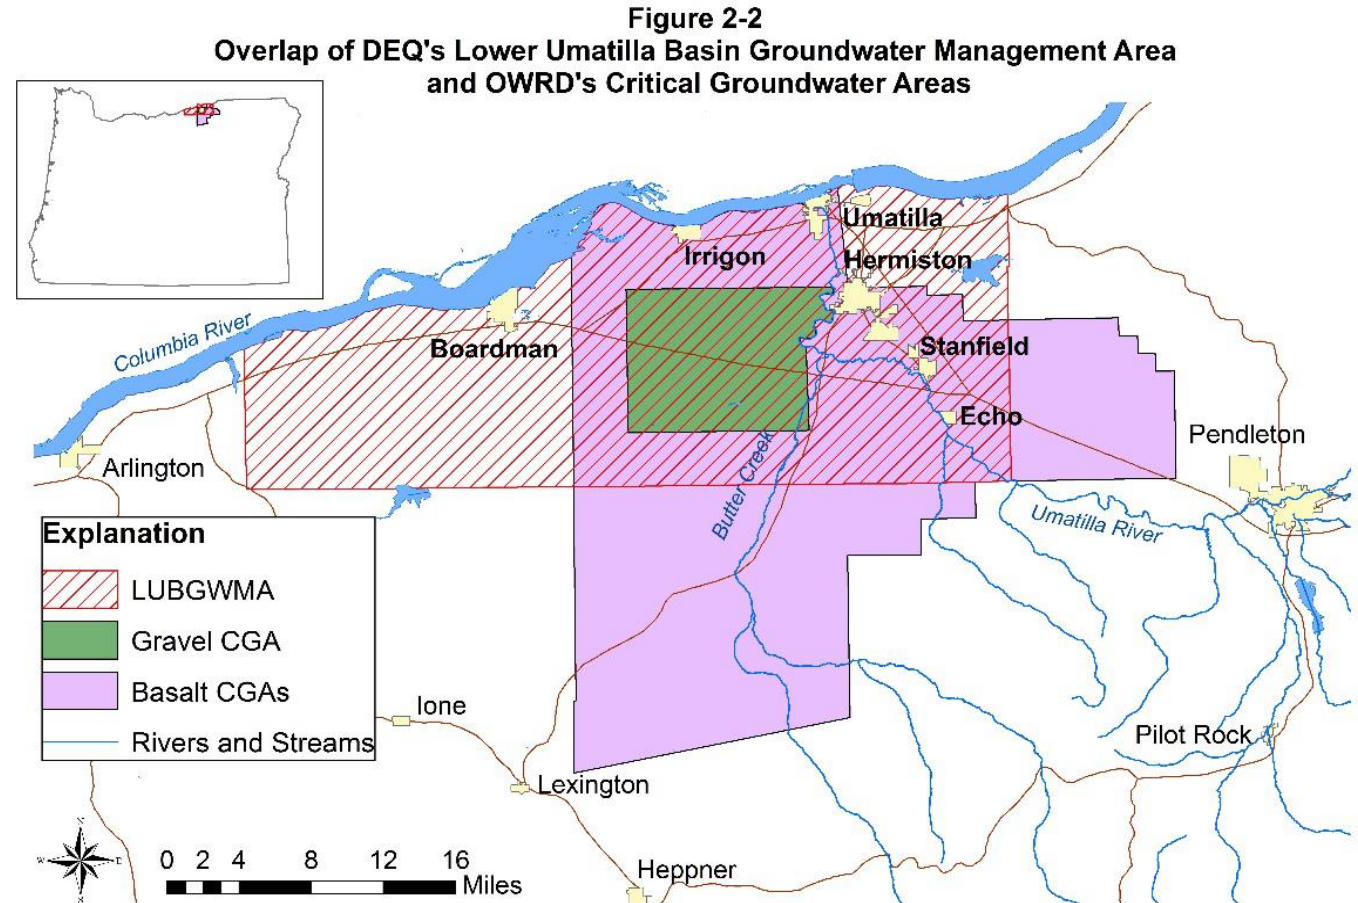 Figure 2-2
Overlap of DEQ's Lower Umatilla Basin Groundwater Management Area
and OWRD's Critical Groundwater Areas
Umatilla
Irrigon
Hermiston
Columbia River
Boardman
Stanfield
Echo
Pendleton
Arlington
Butter Creek
Umatilla River
Explanation
LUBGWMA
Gravel CGA
Basalt CGAs
Rivers and Streams
Ione
Pilot Rock
Lexington
Heppner
N
W
E
S
0 2 4 8 12 16
Miles